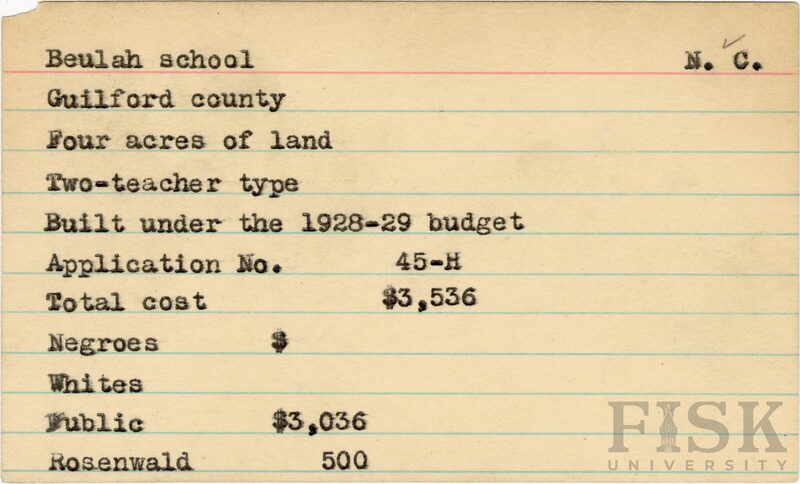 Beulah school N. C.
Guilford county
Four acres of land
Two-teacher type
Built under the 1928-29 budget
Application No. 45-H
Total cost $3,536
Negroes $
Whites
Public $3,036
Rosenwald 500
FISK
UNIVERSITY